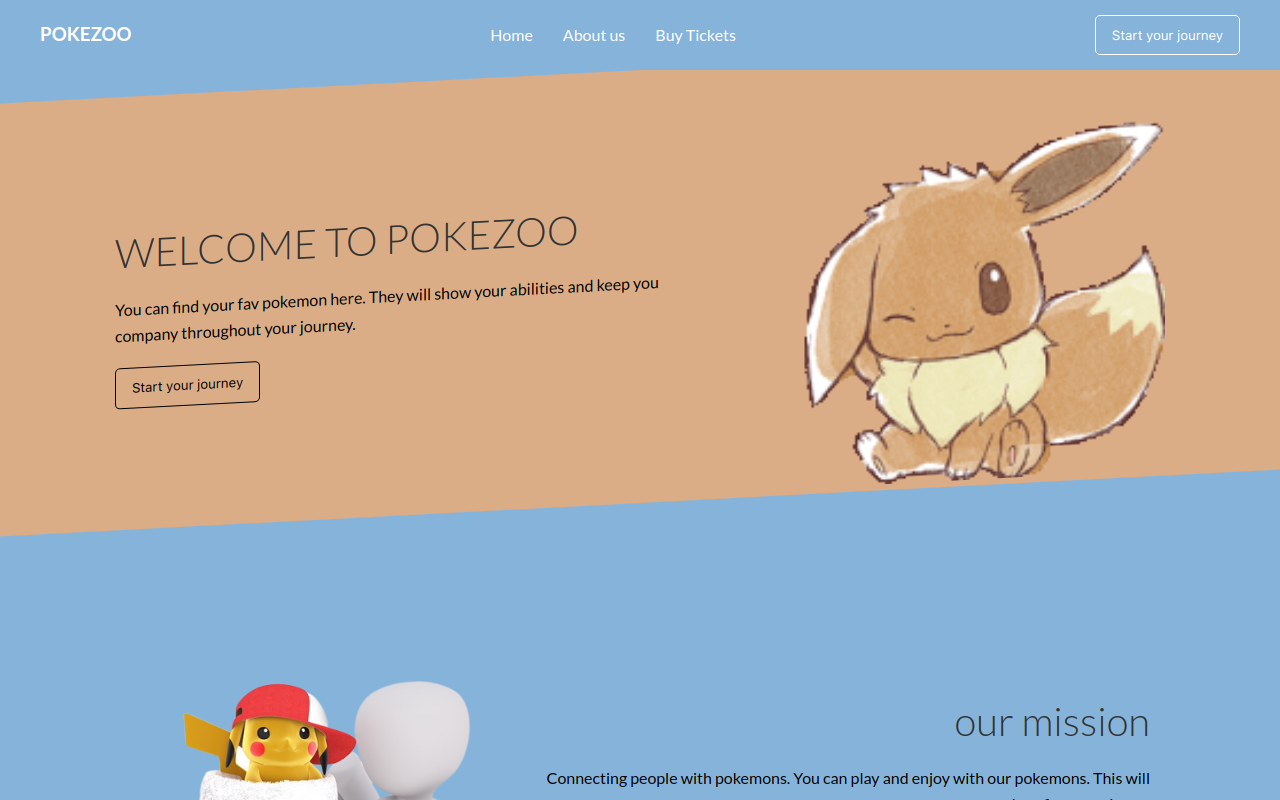 POKEZOO
Home
About us
Buy Tickets
Start your journey
WELCOME TO POKEZOO
You can find your fav pokemon here. They will show your abilities and keep you
company throughout your journey.
Start your journey
our mission
Connecting people with pokemons. You can play and enjoy with our pokemons. This will